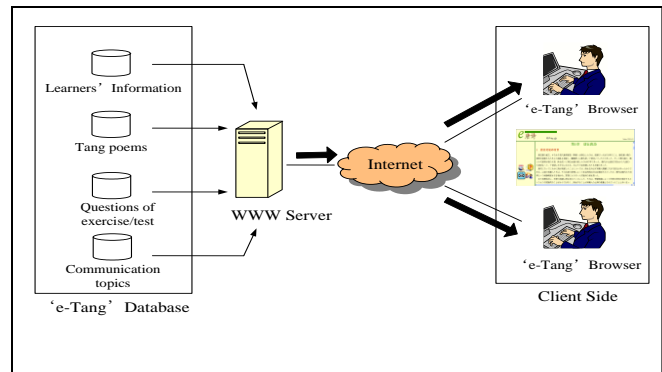 Learners’ Information
Tang poems
Questions of
exercise/test
Communication
topics
‘e-Tang’ Database
WWW Server
Internet
‘e-Tang’ Browser
‘e-Tang’ Browser
Client Side